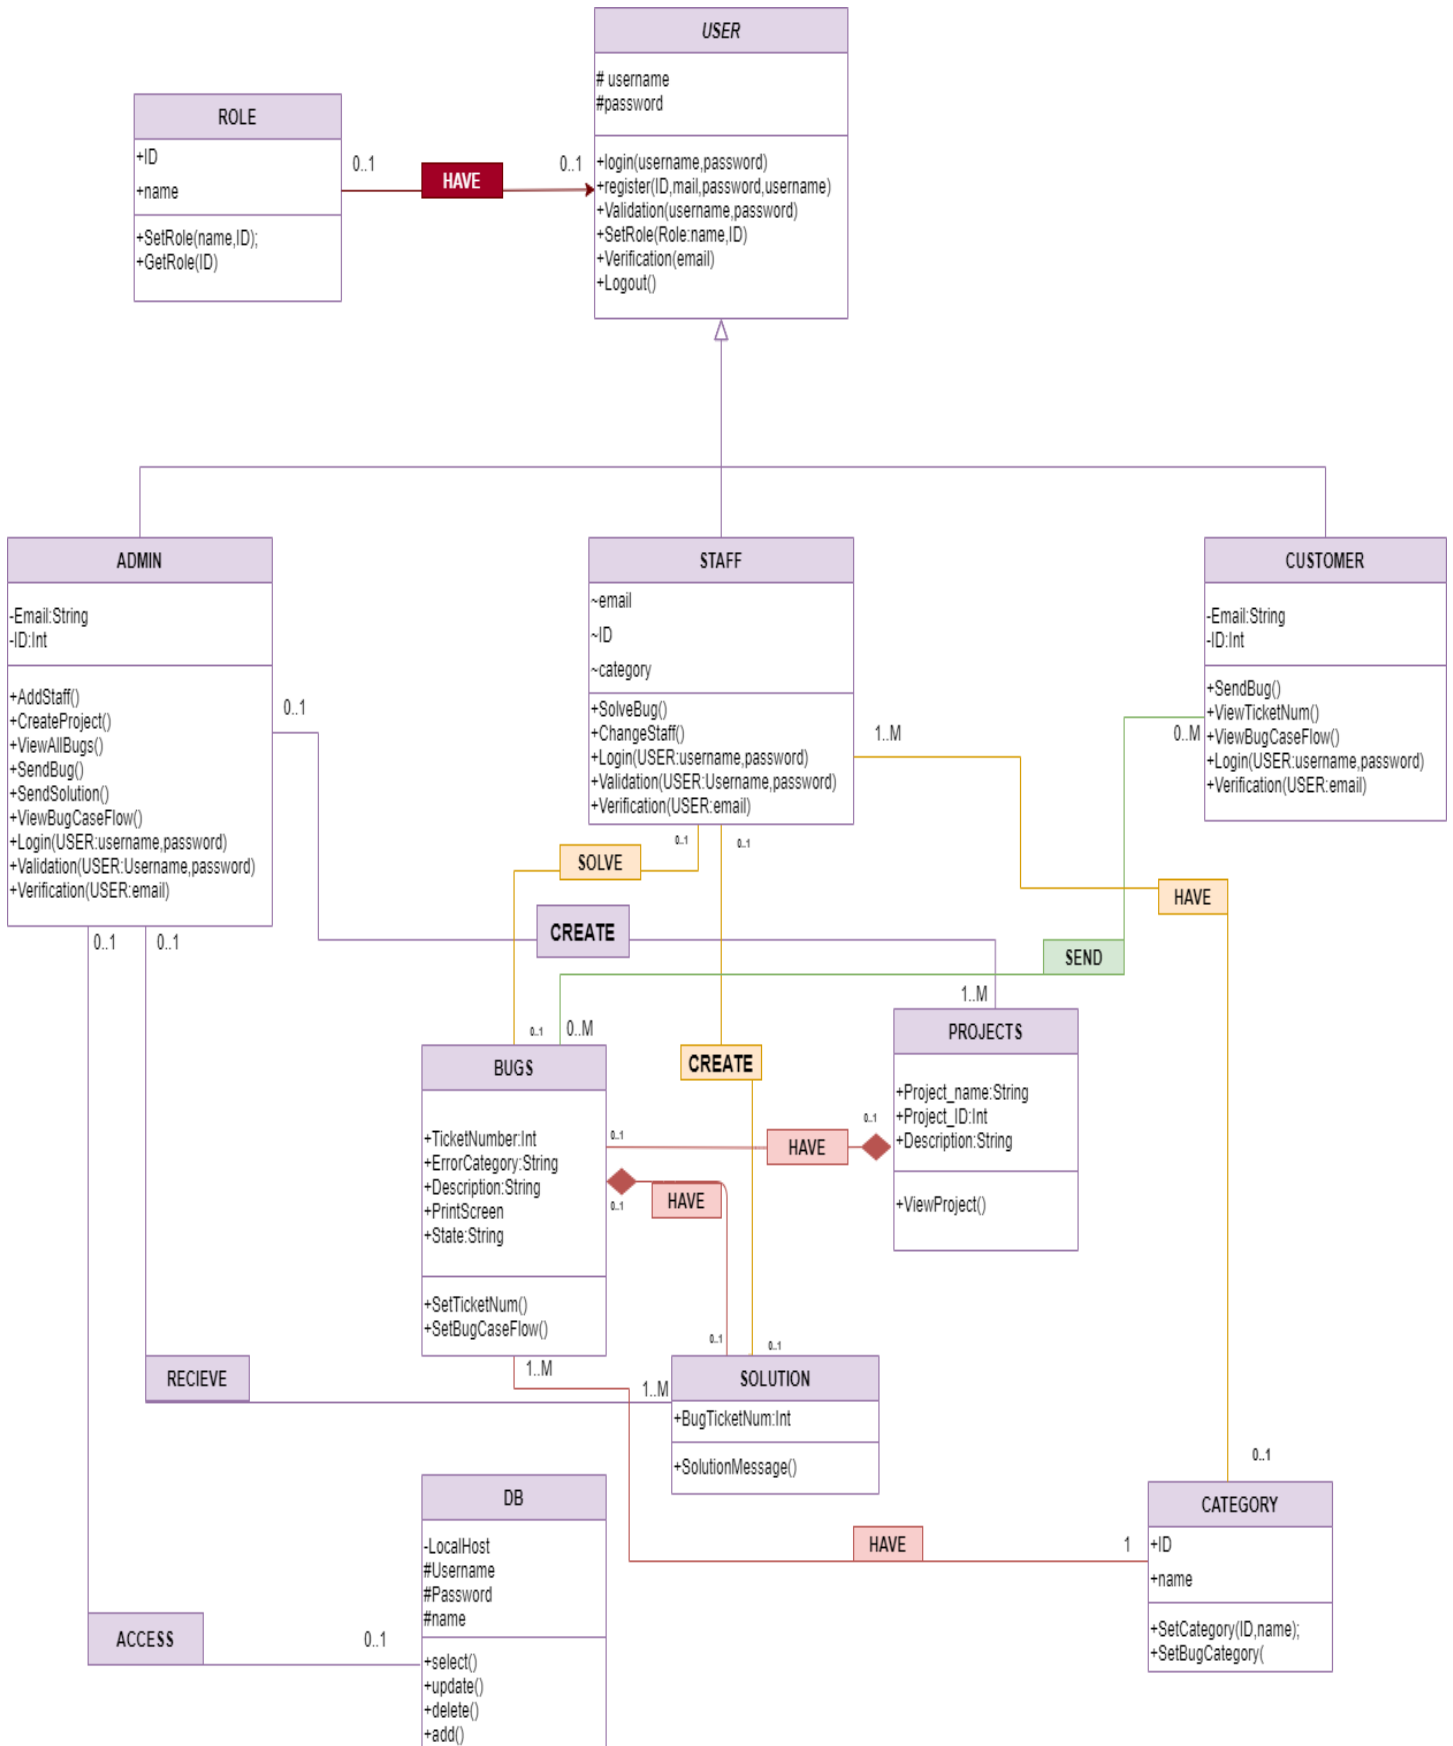 USER
# username
#password
+login(username,password)
+register(ID,mail,password,username)
+Validation(username,password)
+SetRole(Role:name,ID)
+Verification(email)
+Logout()
ROLE
+ID
+name
+SetRole(name,ID);
+GetRole(ID)
0..1
HAVE
0..1
ADMIN
-Email:String
-ID:Int
+AddStaff()
+CreateProject()
+ViewAllBugs()
+SendBug()
+SendSolution()
+ViewBugCaseFlow()
+Login(USER:username,password)
+Validation(USER:Username,password)
+Verification(USER:email)
0..1
0..1
0..1
STAFF
~email
~ID
~category
+SolveBug()
+ChangeStaff()
+Login(USER:username,password)
+Validation(USER:Username,password)
+Verification(USER:email)
1..M
0..1
0..1
CUSTOMER
-Email:String
-ID:Int
+SendBug()
+ViewTicketNum()
+ViewBugCaseFlow()
+Login(USER:username,password)
+Verification(USER:email)
0..M
SOLVE
HAVE
CREATE
SEND
1..M
0..1
0..M
CREATE
BUGS
+TicketNumber:Int
+ErrorCategory:String
+Description:String
+PrintScreen
+State:String
+SetTicketNum()
+SetBugCaseFlow()
PROJECTS
+Project_name:String
+Project_ID:Int
+Description:String
+ViewProject()
0..1
HAVE
0..1
0..1
HAVE
0..1
0..1
1..M
RECIEVE
1..M
SOLUTION
+BugTicketNum:Int
+SolutionMessage()
0..1
DB
-LocalHost
#Username
#Password
#name
+select()
+update()
+delete()
+add()
CATEGORY
+ID
+name
+SetCategory(ID,name);
+SetBugCategory(
HAVE
1
ACCESS
0..1